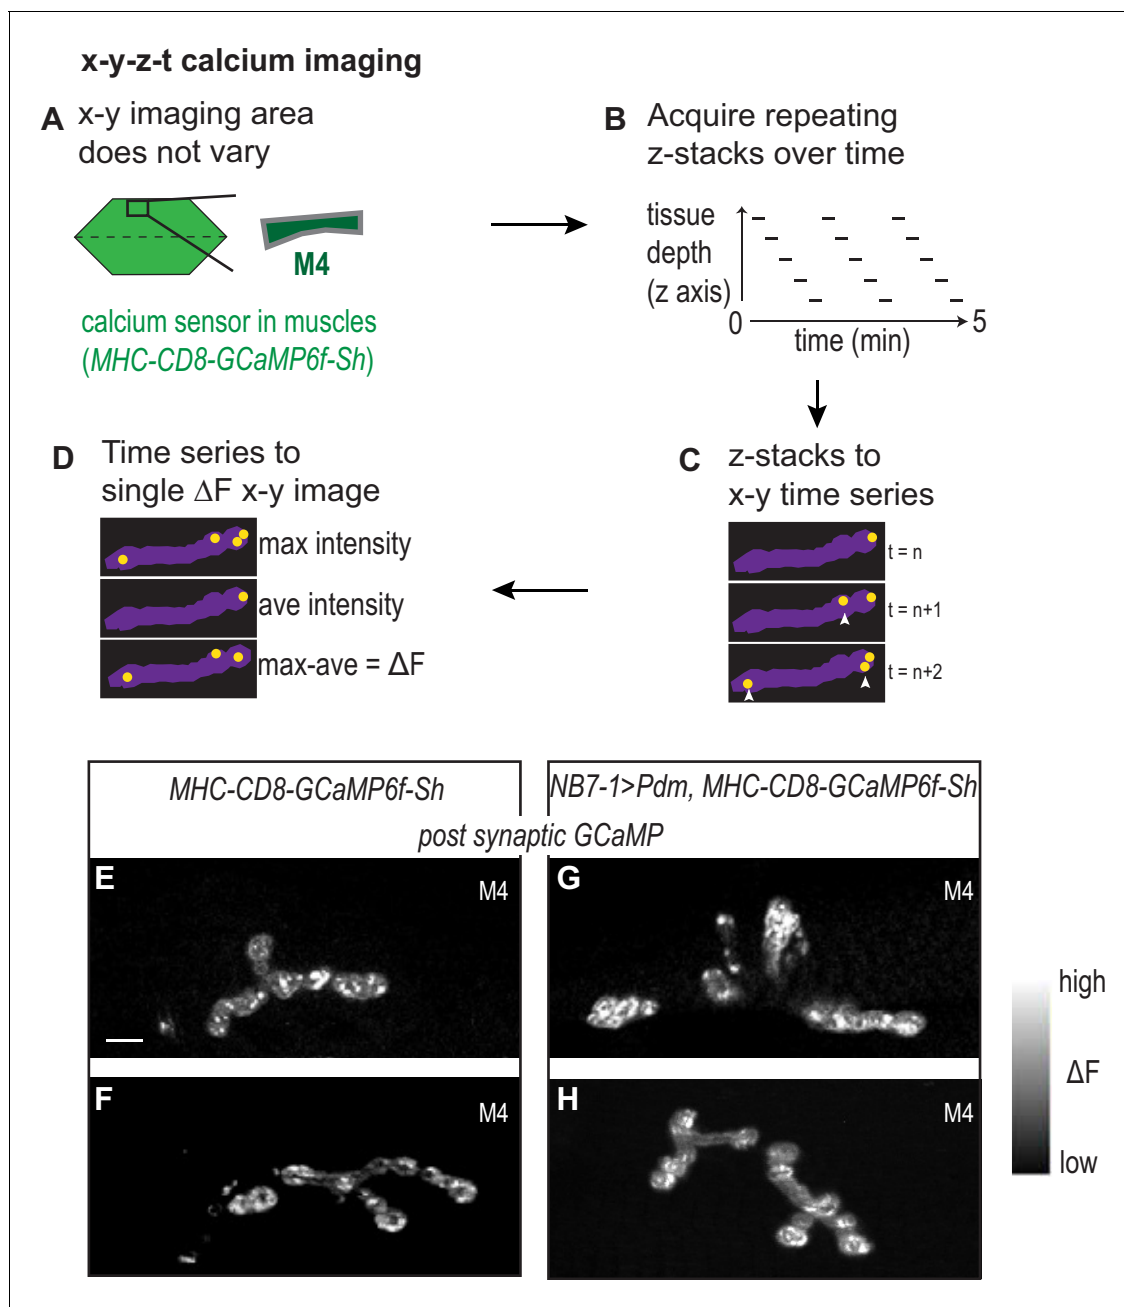 x-y-z-t calcium imaging
A x-y imaging area
does not vary
M4
calcium sensor in muscles
(MHC-CD8-GCaMP6f-Sh)
B Acquire repeating
z-stacks over time
tissue
depth
(z axis)
0
5
time (min)
D Time series to
single ΔF x-y image
max intensity
ave intensity
max-ave = ΔF
C z-stacks to
x-y time series
t = n
t = n+1
t = n+2
MHC-CD8-GCaMP6f-Sh
NB7-1>Pdm, MHC-CD8-GCaMP6f-Sh
post synaptic GCaMP
E M4
G M4
F M4
H M4
high
ΔF
low